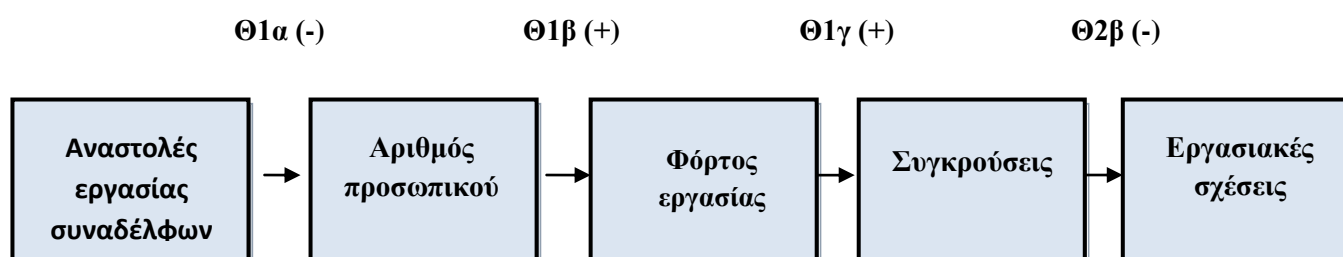 Θ1α (-) Θ1β (+) Θ1γ (+) Θ2β (-)
Αναστολές
εργασίας
συναδέλφων
Αριθμός
προσωπικού
Φόρτος
εργασίας
Συγκρούσεις
Εργασιακές
σχέσεις